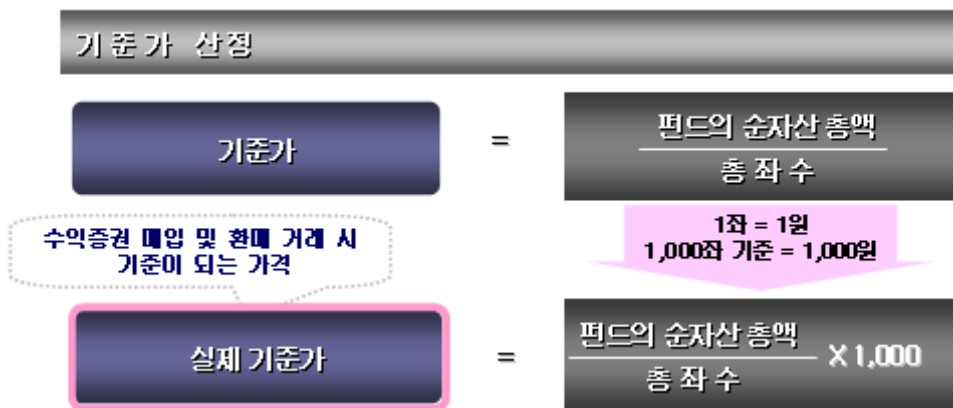 기준가 산정
기준가
=
펀드의 순자산 총액
총 좌 수
수익증권 매입 및 환매 거래 시
기준이 되는 가격
1좌 = 1원
1,000좌 기준 = 1,000원
실제 기준가
=
펀드의 순자산 총액
총 좌 수
X 1,000